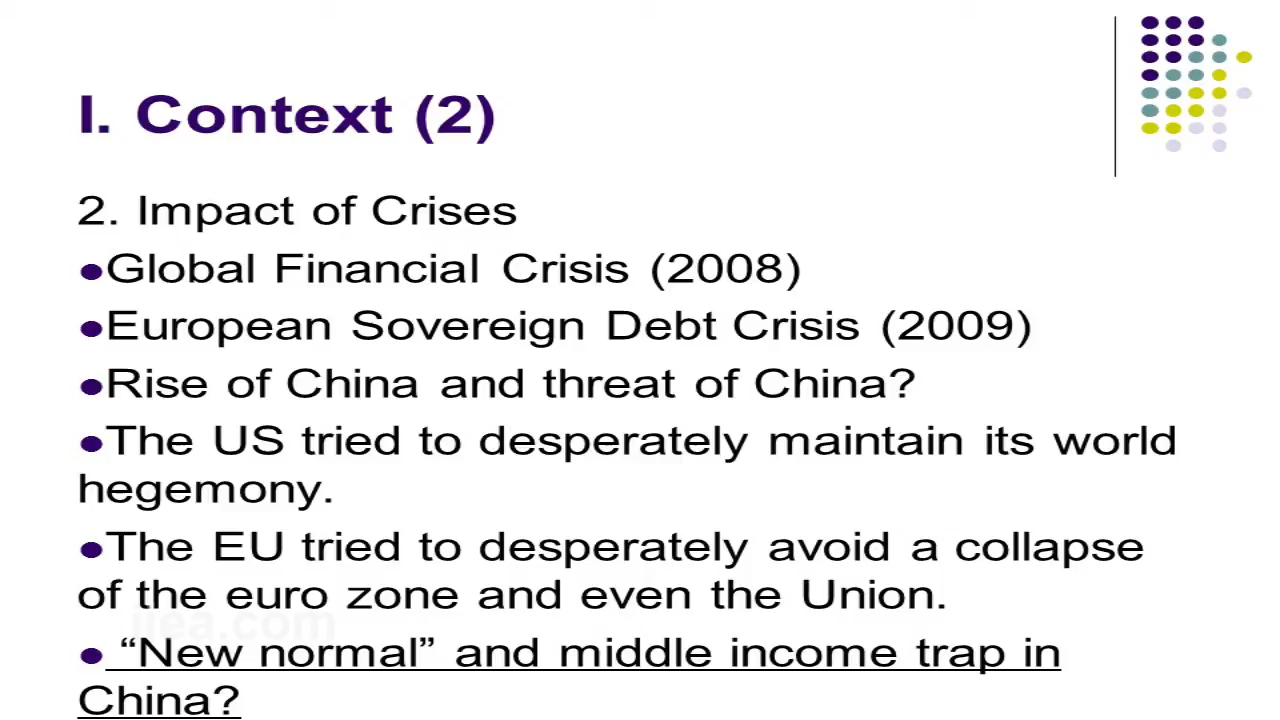 I. Context (2)
2. Impact of Crises
●Global Financial Crisis (2008)
●European Sovereign Debt Crisis (2009)
●Rise of China and threat of China?
●The US tried to desperately maintain its world
hegemony.
●The EU tried to desperately avoid a collapse
of the euro zone and even the Union.
● “New normal” and middle income trap in
China?